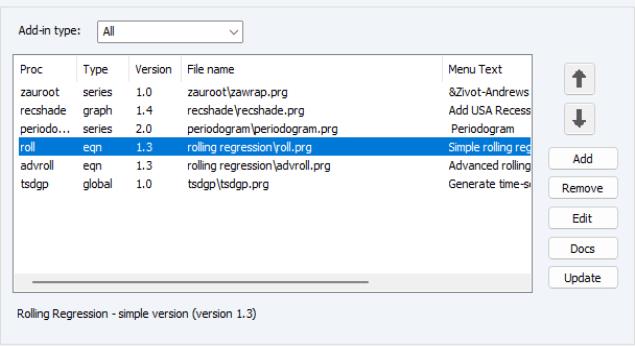 Add-in type: All
Proc Type Version File name Menu Text
zauroot series 1.0 zauroot\zawrap.prg &Zivot-Andrews
recshade graph 1.4 recshade\recshade.prg Add USA Recess
periodo... series 2.0 periodogram\periodogram.prg Periodogram
roll eqn 1.3 rolling regression\roll.prg Simple rolling reg
advroll eqn 1.3 rolling regression\advroll.prg Advanced rolling
tsdgp global 1.0 tsdgp\tsdgp.prg Generate time-se
Add
Remove
Edit
Docs
Update
Rolling Regression - simple version (version 1.3)